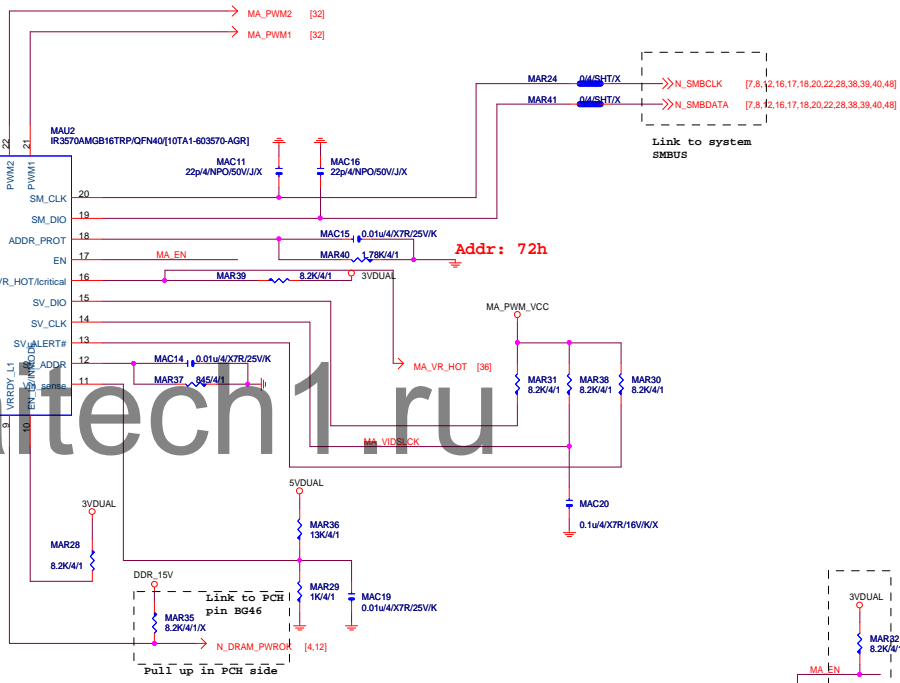 MA_PWM2 [32]
MA_PWM1 [32]
MAR24 0/4/SHT/X N_SMBCLK [7,8,12,16,17,18,20,22,28,38,39,40,48]
MAR41 0/4/SHT/X N_SMBDATA [7,8,12,16,17,18,20,22,28,38,39,40,48]
Link to system
SMBUS
MAU2
IR3570AMGB16TRP/QFN40/[10TA1-603570-AGR]
22
21
PWM2
PWM1
MAC11
22p/4/NPO/50V/J/X
MAC16
22p/4/NPO/50V/J/X
SM_CLK 20
SM_DIO 19
ADDR_PROT 18
MAC15 0.01u/4/X7R/25V/K
MAR40 1.78K/4/1
Addr: 72h
EN 17 MA_EN
VR_HOT/Icritical 16
MAR39 8.2K/4/1 3VDUAL
SV_DIO 15
SV_CLK 14
SV_ALERT# 13
MA_PWM_VCC
_ADDR 12
MAC14 0.01u/4/X7R/25V/K
MAR37 845/4/1
11
MA_VR_HOT [36]
MAR31
8.2K/4/1
MAR38
8.2K/4/1
MAR30
8.2K/4/1
VRRDY_L1
9
10
itech1.ru
MA_VIDSLCK
MAC20
0.1u/4/X7R/16V/K/X
3VDUAL
MAR28
8.2K/4/1
5VDUAL
MAR36
13K/4/1
MAR29
1K/4/1
MAC19
0.01u/4/X7R/25V/K
DDR_15V
Link to PCH
pin BG46
MAR35
8.2K/4/1/X
N_DRAM_PWROK [4,12]
Pull up in PCH side
3VDUAL
MAR32
8.2K/4/1
MA_EN